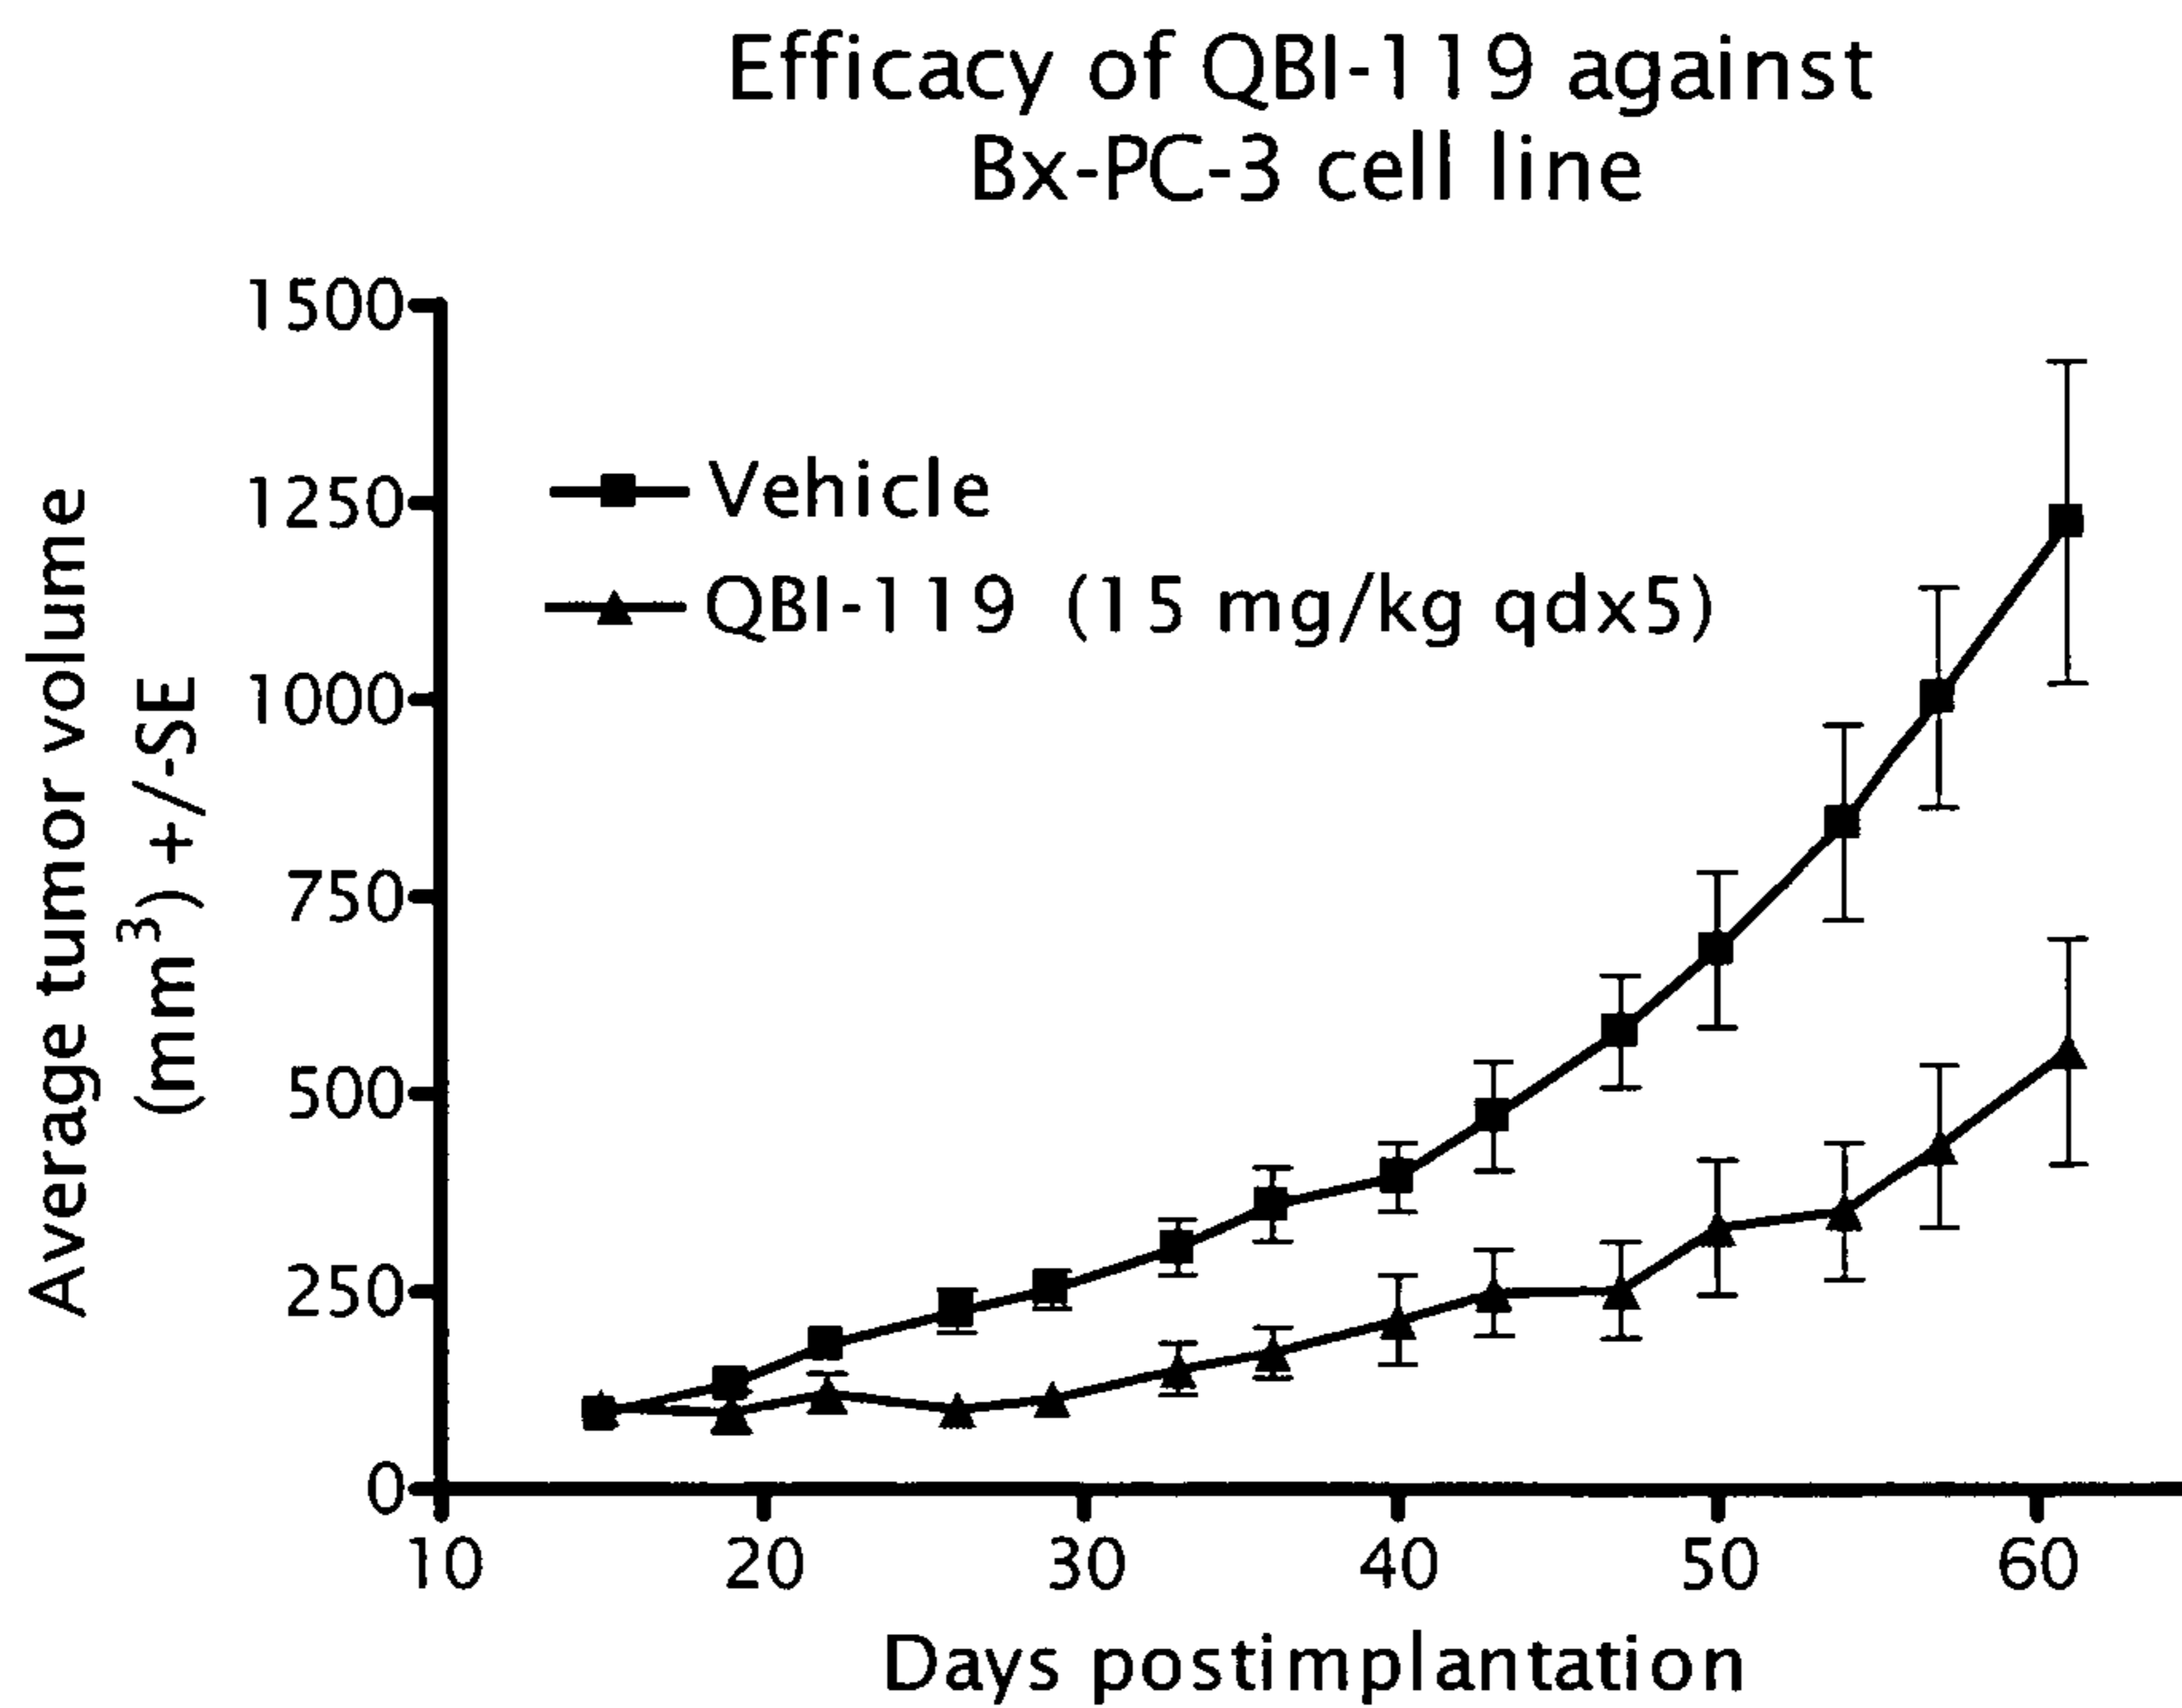 Efficacy of QBI-119 against
Bx-PC-3 cell line
Average tumor volume
(mm³) +/-SE
1500
1250
1000
750
500
250
0
Vehicle
QBI-119 (15 mg/kg qdx5)
10 20 30 40 50 60
Days postimplantation